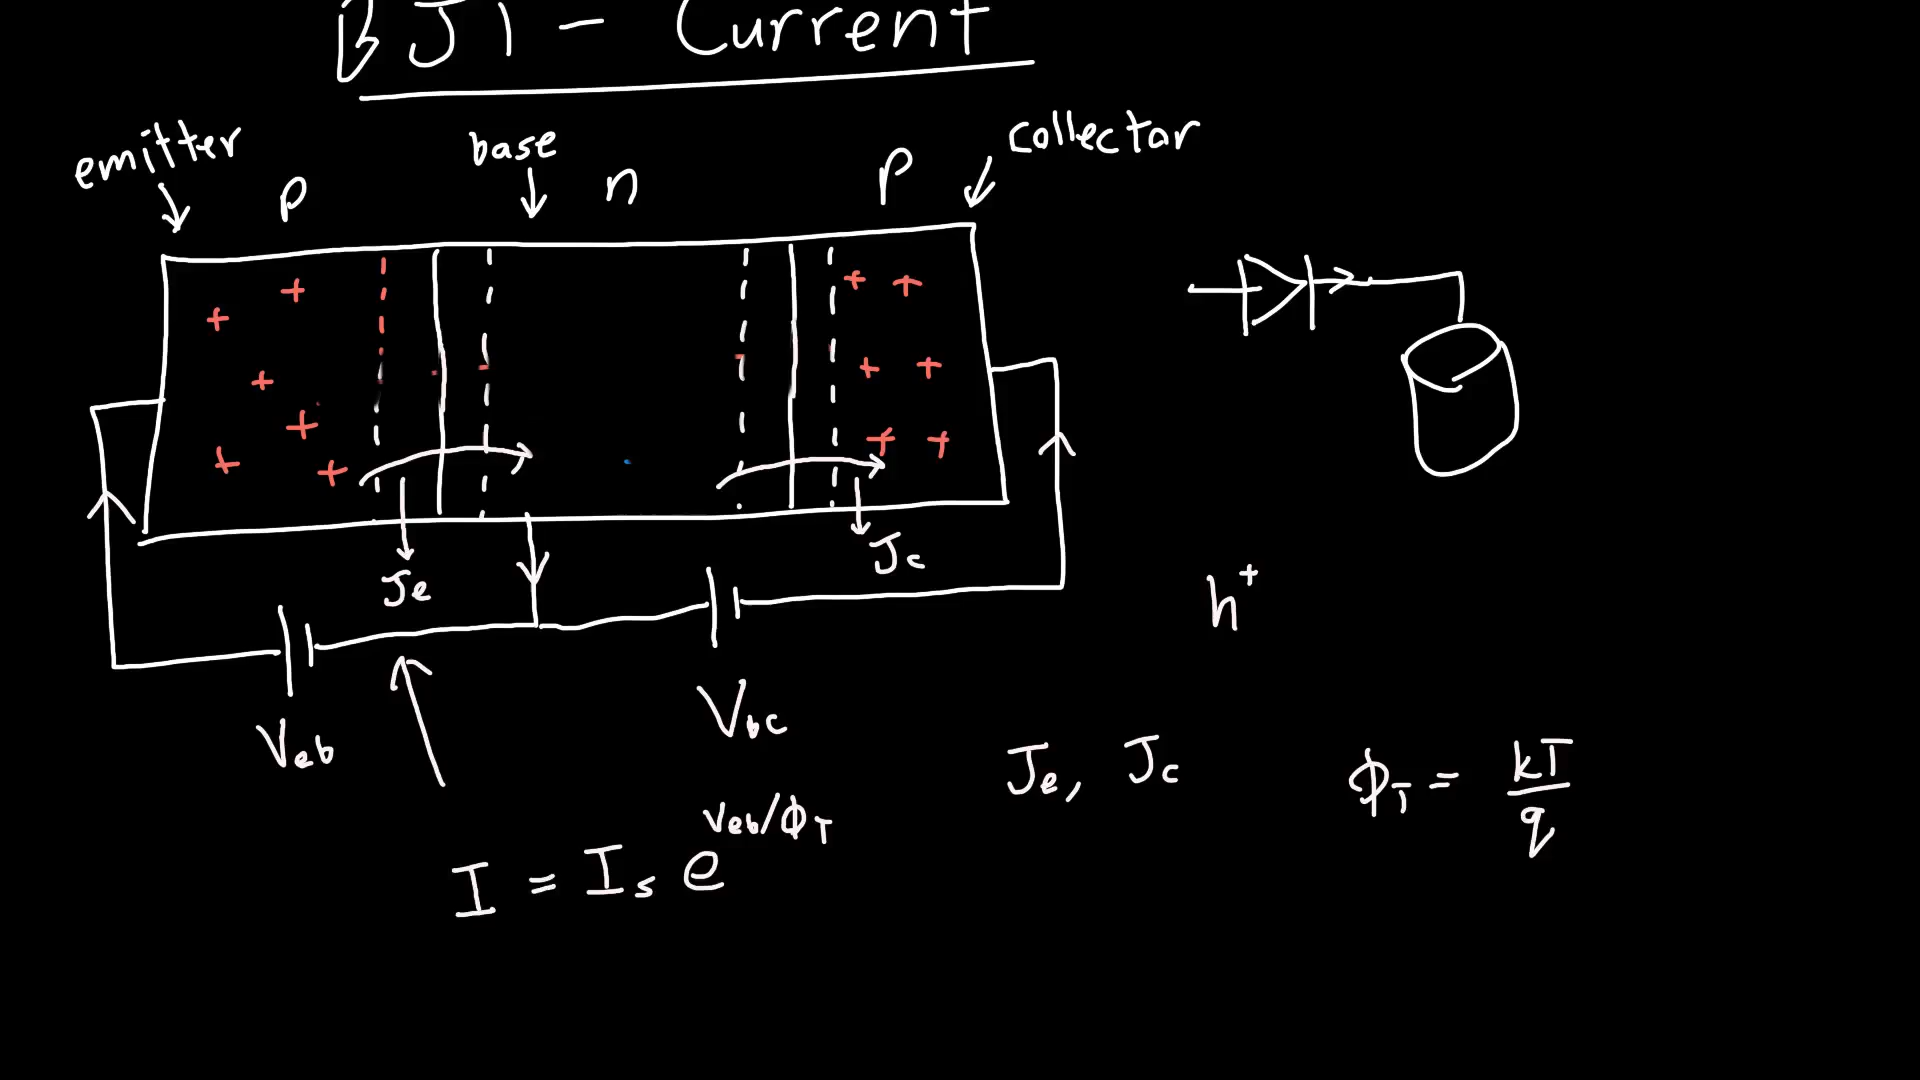 BJT - Current
emitter
base
collector
p
n
p
+ + + + + +
+ + + + + +
Je
Jc
h⁺
Veb
Vbc
Je, Jc
ϕT = kT/q
I = Is e^(Veb/ϕT)